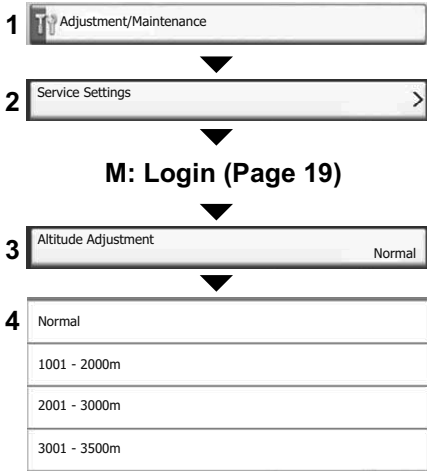 1 Adjustment/Maintenance
2 Service Settings
M: Login (Page 19)
3 Altitude Adjustment
Normal
4 Normal
1001 - 2000m
2001 - 3000m
3001 - 3500m